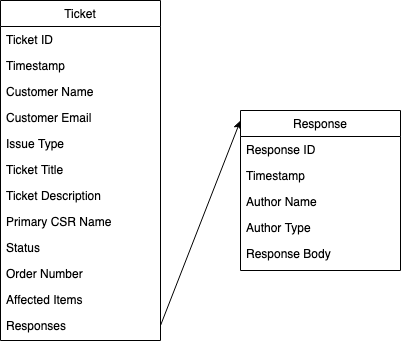 Ticket
Ticket ID
Timestamp
Customer Name
Customer Email
Issue Type
Ticket Title
Ticket Description
Primary CSR Name
Status
Order Number
Affected Items
Responses
Response
Response ID
Timestamp
Author Name
Author Type
Response Body